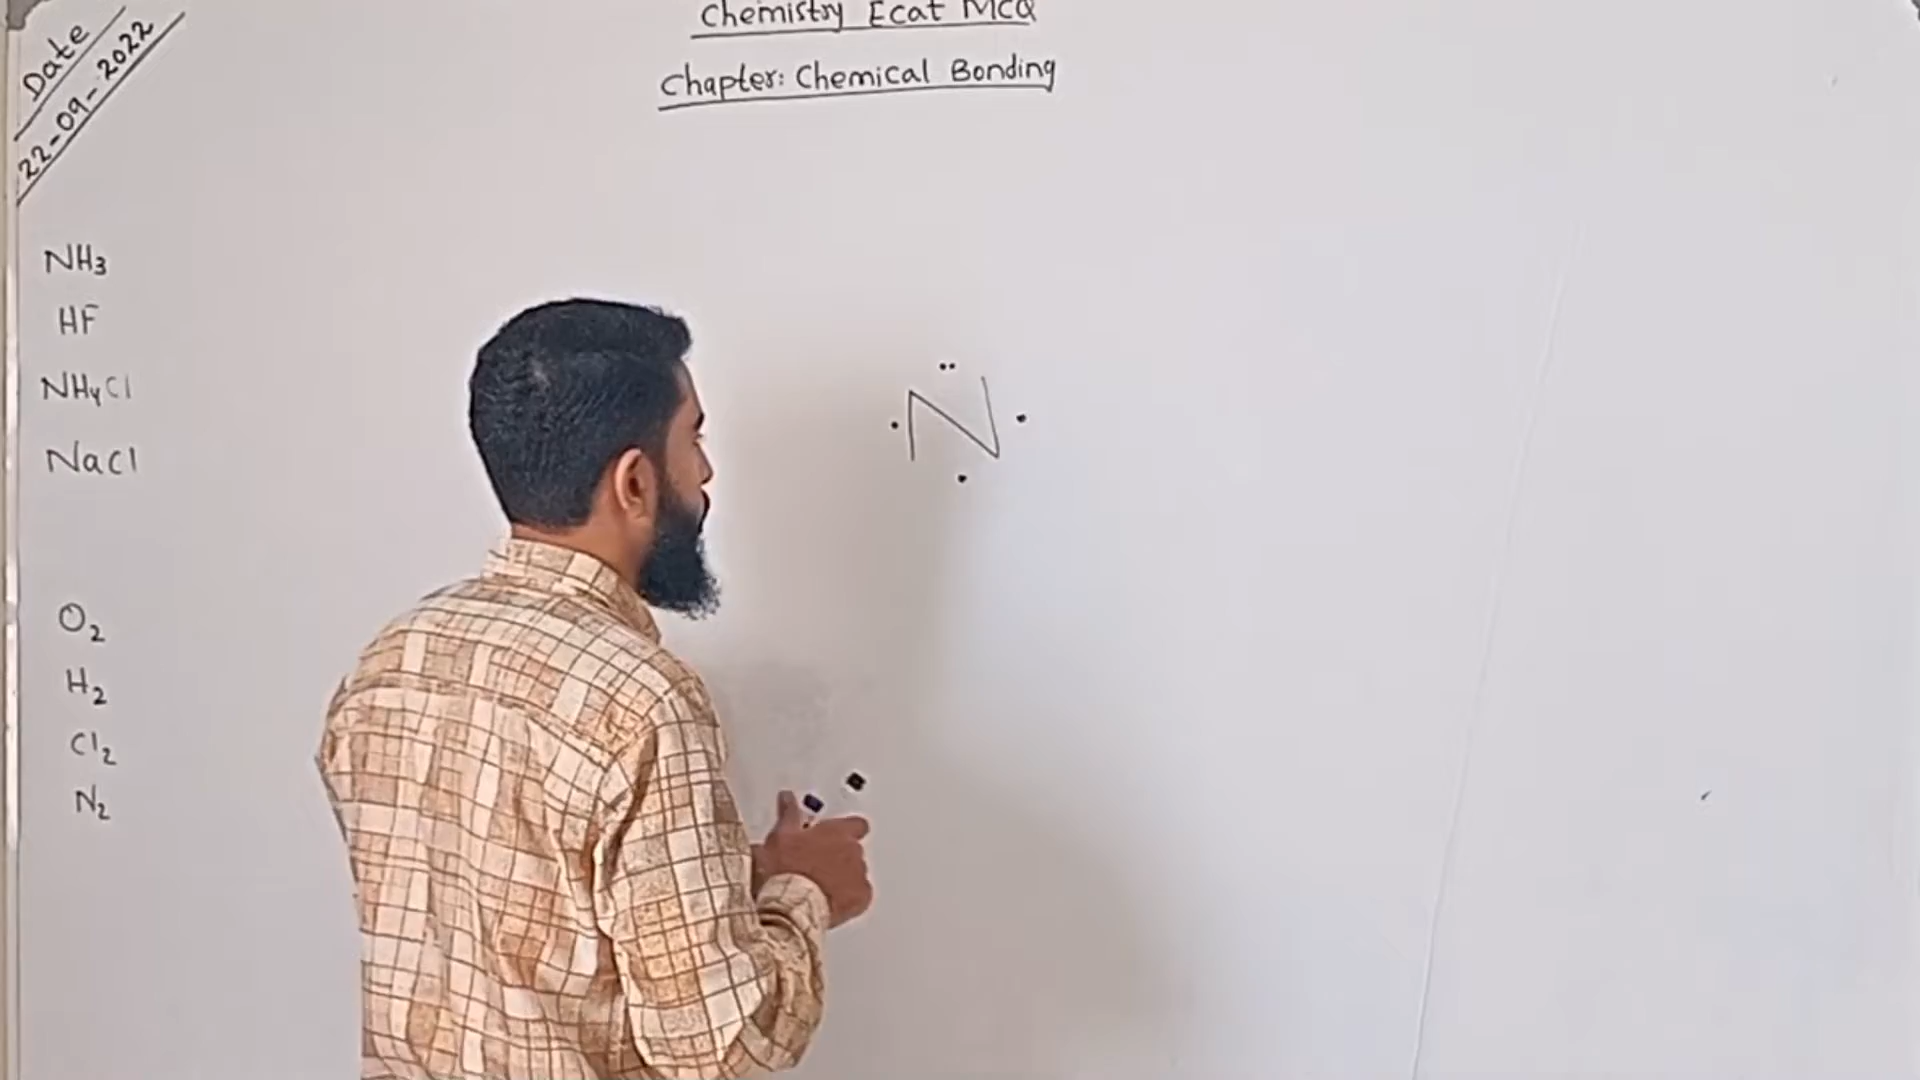 Chemistry Ecat MCQ
Chapter: Chemical Bonding
Date
22-09-2022
NH3
HF
NH4Cl
NaCl
O2
H2
Cl2
N2
N